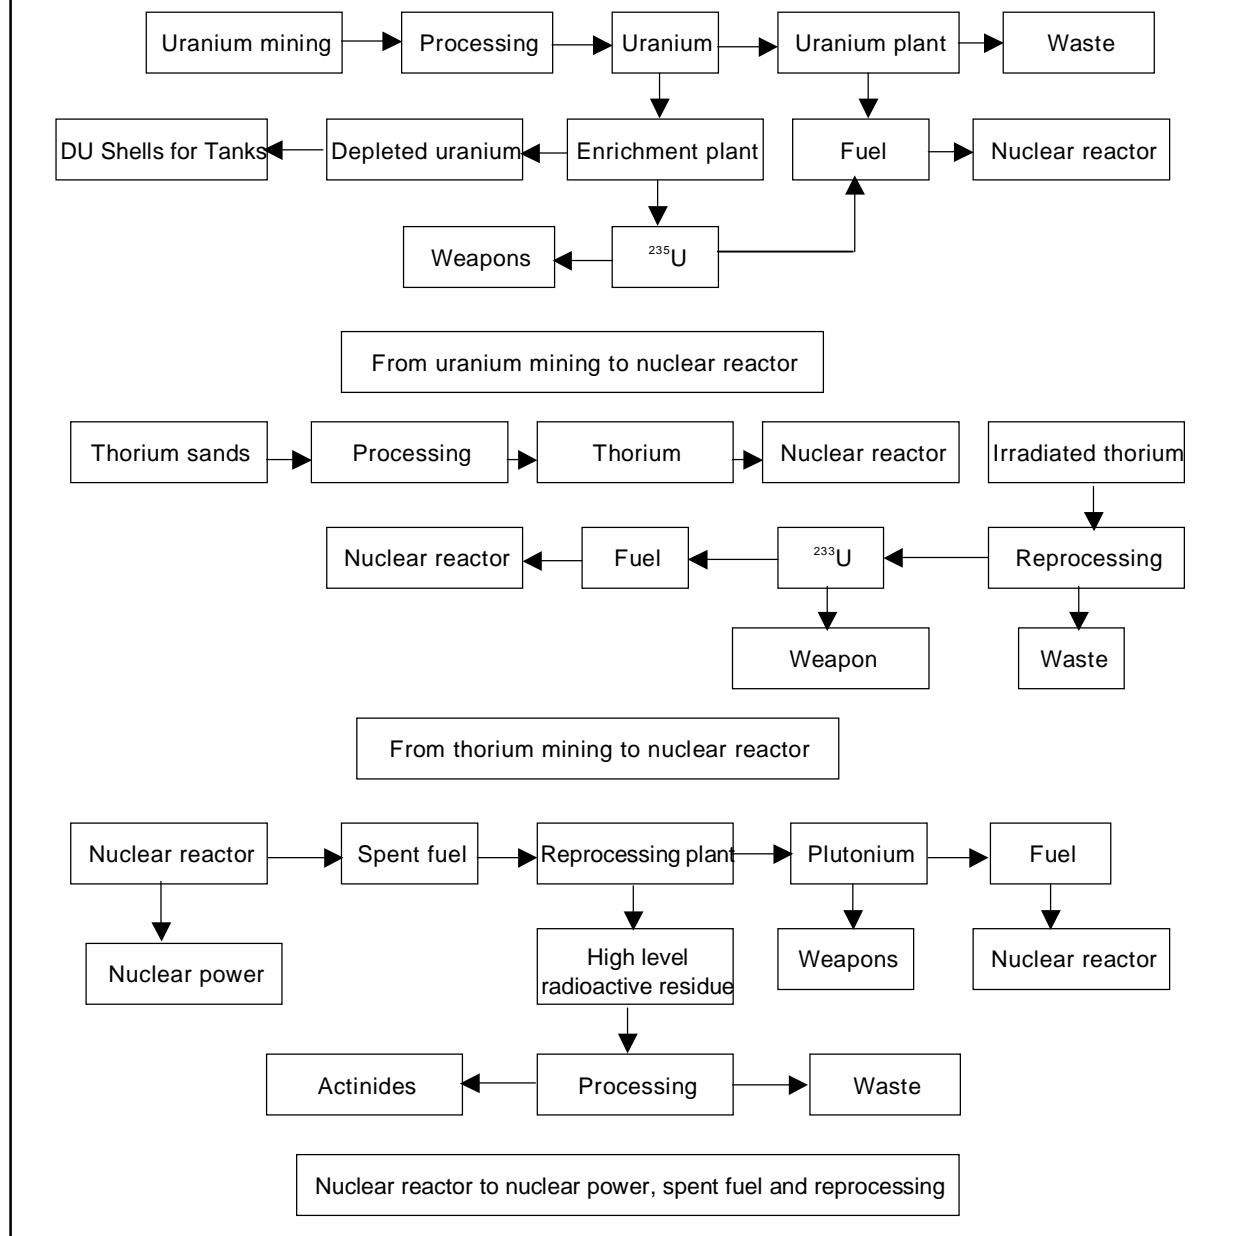 Uranium mining
Processing
Uranium
Uranium plant
Waste
DU Shells for Tanks
Depleted uranium
Enrichment plant
Fuel
Nuclear reactor
Weapons
²³⁵U
From uranium mining to nuclear reactor
Thorium sands
Processing
Thorium
Nuclear reactor
Irradiated thorium
Nuclear reactor
Fuel
²³³U
Reprocessing
Weapon
Waste
From thorium mining to nuclear reactor
Nuclear reactor
Spent fuel
Reprocessing plant
Plutonium
Fuel
Nuclear power
High level
radioactive residue
Weapons
Nuclear reactor
Actinides
Processing
Waste
Nuclear reactor to nuclear power, spent fuel and reprocessing